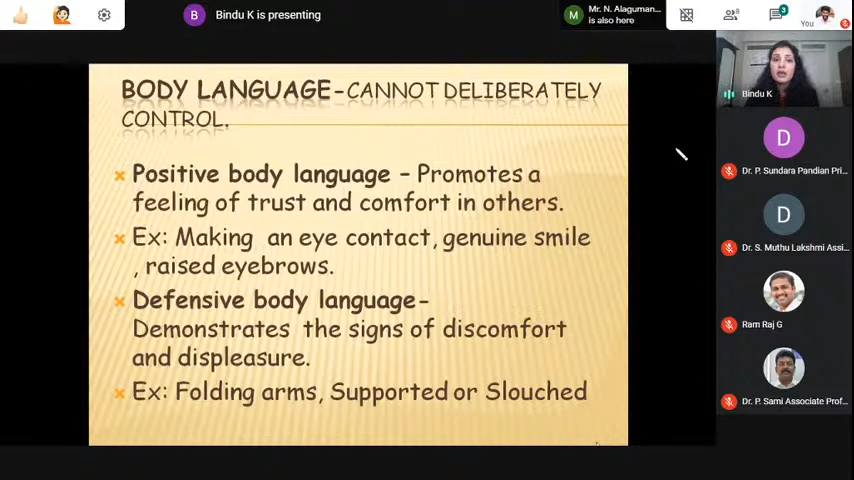 B
Bindu K is presenting
M
Mr. N. Alaguman...
is also here
8
3
You
BODY LANGUAGE-CANNOT DELIBERATELY
CONTROL.
Positive body language - Promotes a
feeling of trust and comfort in others.
Ex: Making an eye contact, genuine smile
, raised eyebrows.
Defensive body language-
Demonstrates the signs of discomfort
and displeasure.
Ex: Folding arms, Supported or Slouched
Bindu K
D
Dr. P. Sundara Pandian Pri...
D
Dr. S. Muthu Lakshmi Assi...
Ram Raj G
Dr. P. Sami Associate Prof...